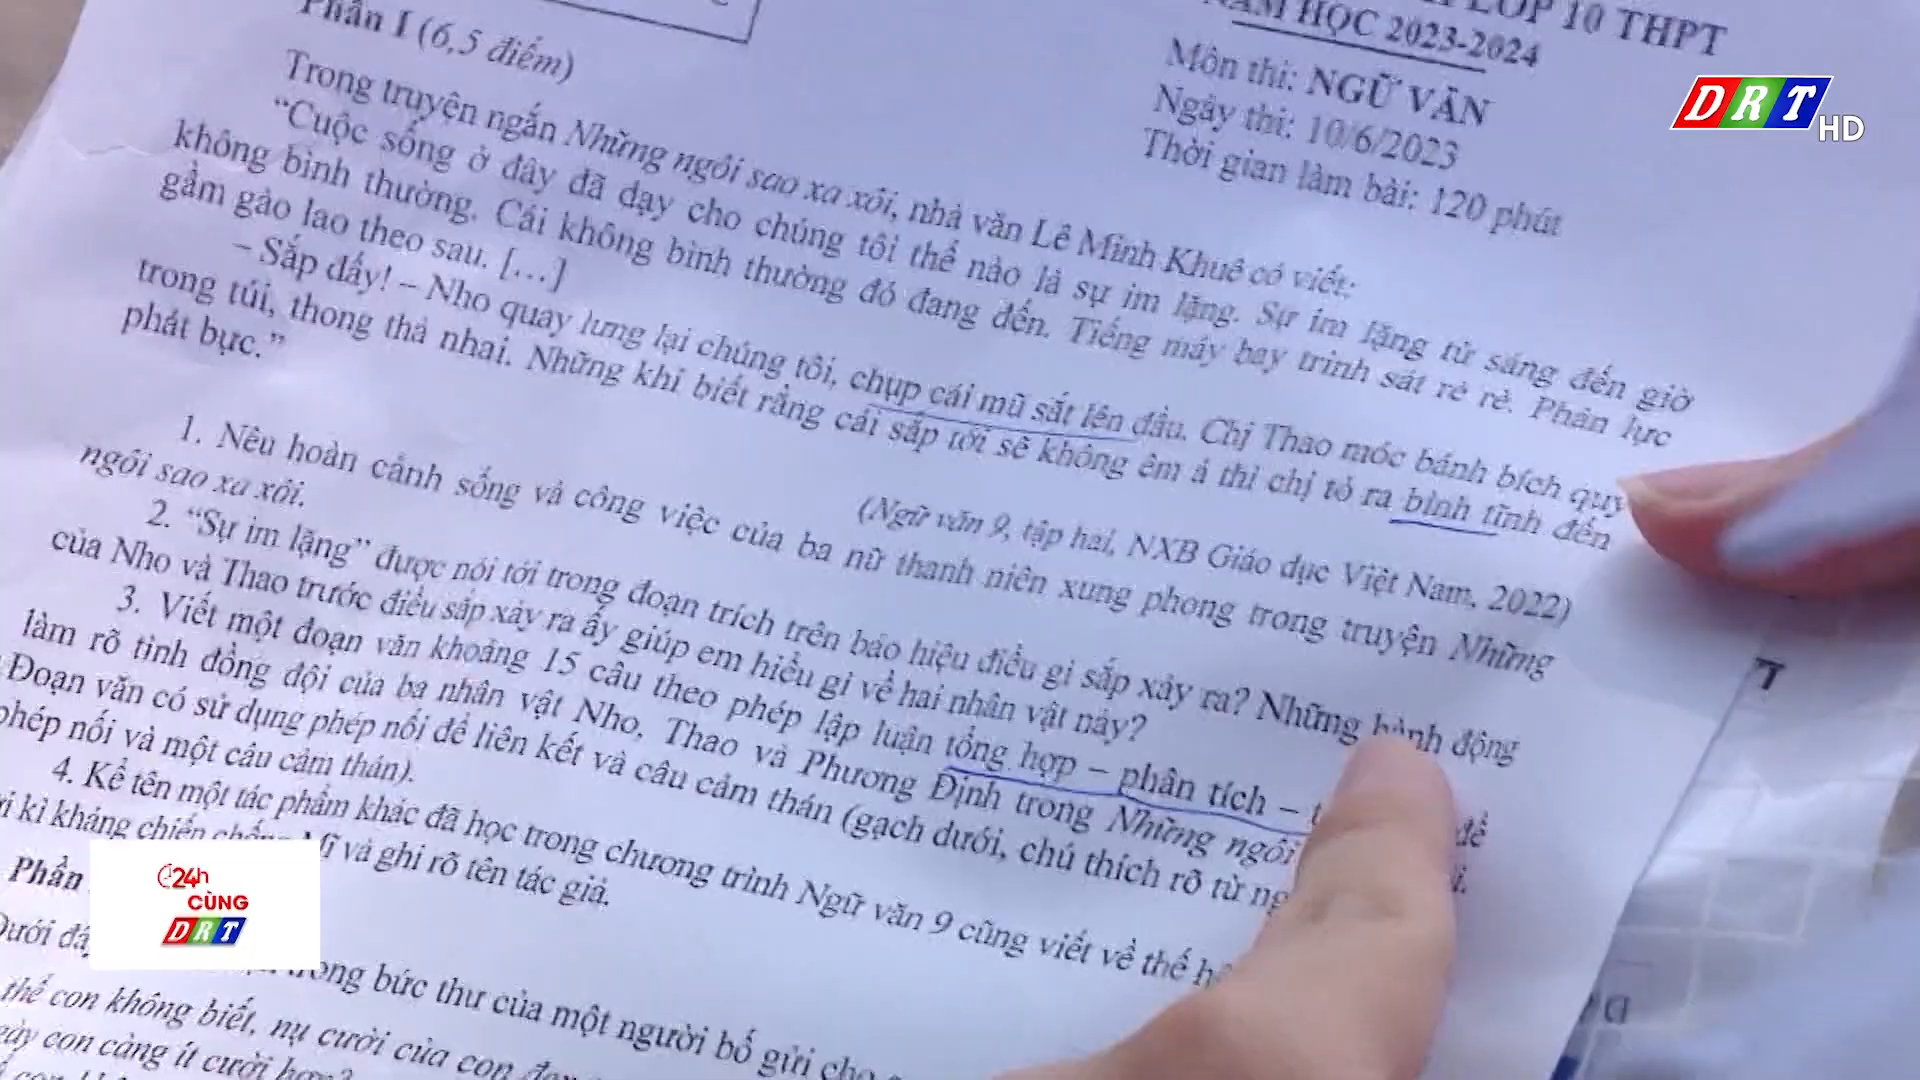 LỚP 10 THPT
NĂM HỌC 2023-2024
Môn thi: NGỮ VĂN
Ngày thi: 10/6/2023
Thời gian làm bài: 120 phút
DRT HD
Phần I (6,5 điểm)
Trong truyện ngắn Những ngôi sao xa xôi, nhà văn Lê Minh Khuê có viết:
“Cuộc sống ở đây đã dạy cho chúng tôi thế nào là sự im lặng. Sự im lặng từ sáng đến giờ
không bình thường. Cái không bình thường đó đang đến. Tiếng máy bay trinh sát rè rè. Phản lực
gầm gào lao theo sau. [...]
– Sắp đấy! – Nho quay lưng lại chúng tôi, chụp cái mũ sắt lên đầu. Chị Thao móc bánh bích quy
trong túi, thong thả nhai. Những khi biết rằng cái sắp tới sẽ không êm ả thì chị tỏ ra bình tĩnh đến
phát bực.”
(Ngữ văn 9, tập hai, NXB Giáo dục Việt Nam, 2022)
1. Nêu hoàn cảnh sống và công việc của ba nữ thanh niên xung phong trong truyện Những
ngôi sao xa xôi.
2. “Sự im lặng” được nói tới trong đoạn trích trên báo hiệu điều gì sắp xảy ra? Những hành động
của Nho và Thao trước điều sắp xảy ra ấy giúp em hiểu gì về hai nhân vật này?
3. Viết một đoạn văn khoảng 15 câu theo phép lập luận tổng hợp – phân tích – để
làm rõ tình đồng đội của ba nhân vật Nho, Thao và Phương Định trong Những ngôi
Đoạn văn có sử dụng phép nối để liên kết và câu cảm thán (gạch dưới, chú thích rõ từ
phép nối và một câu cảm thán).
4. Kể tên một tác phẩm khác đã học trong chương trình Ngữ văn 9 cũng viết về thế
kì kháng chiến chống Mĩ và ghi rõ tên tác giả.
Phần
Dưới trong bức thư của một người bố gửi cho
thế con không biết, nụ cười của con
con càng ít cười hơn?
24h
CÙNG
DRT